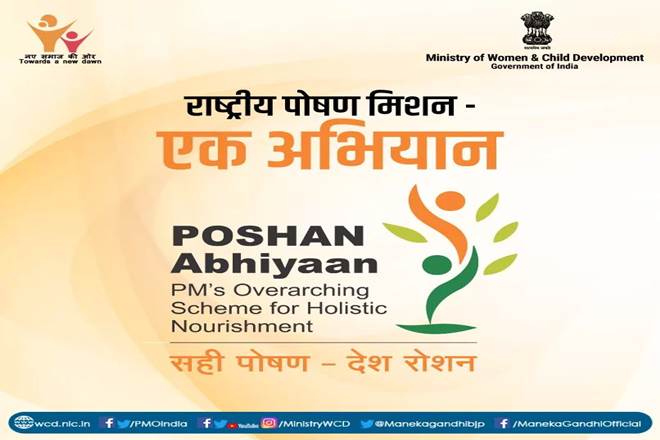 नए समाज की ओर
Towards a new dawn
Ministry of Women & Child Development
Government of India
राष्ट्रीय पोषण मिशन -
एक अभियान
POSHAN
Abhiyaan
PM's Overarching
Scheme for Holistic
Nourishment
सही पोषण – देश रोशन
wcd.nic.in /PMOIndia YouTube /MinistryWCD @Manekagandhibjp /ManekaGandhiOfficial